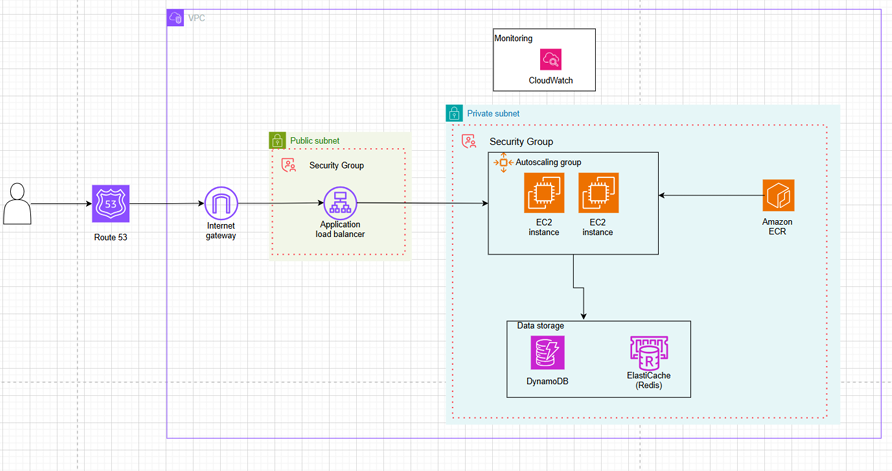 VPC
Monitoring
CloudWatch
Private subnet
Public subnet
Security Group
Security Group
Autoscaling group
53
Route 53
Internet
gateway
Application
load balancer
EC2
instance
EC2
instance
Amazon
ECR
Data storage
R
DynamoDB
ElastiCache
(Redis)